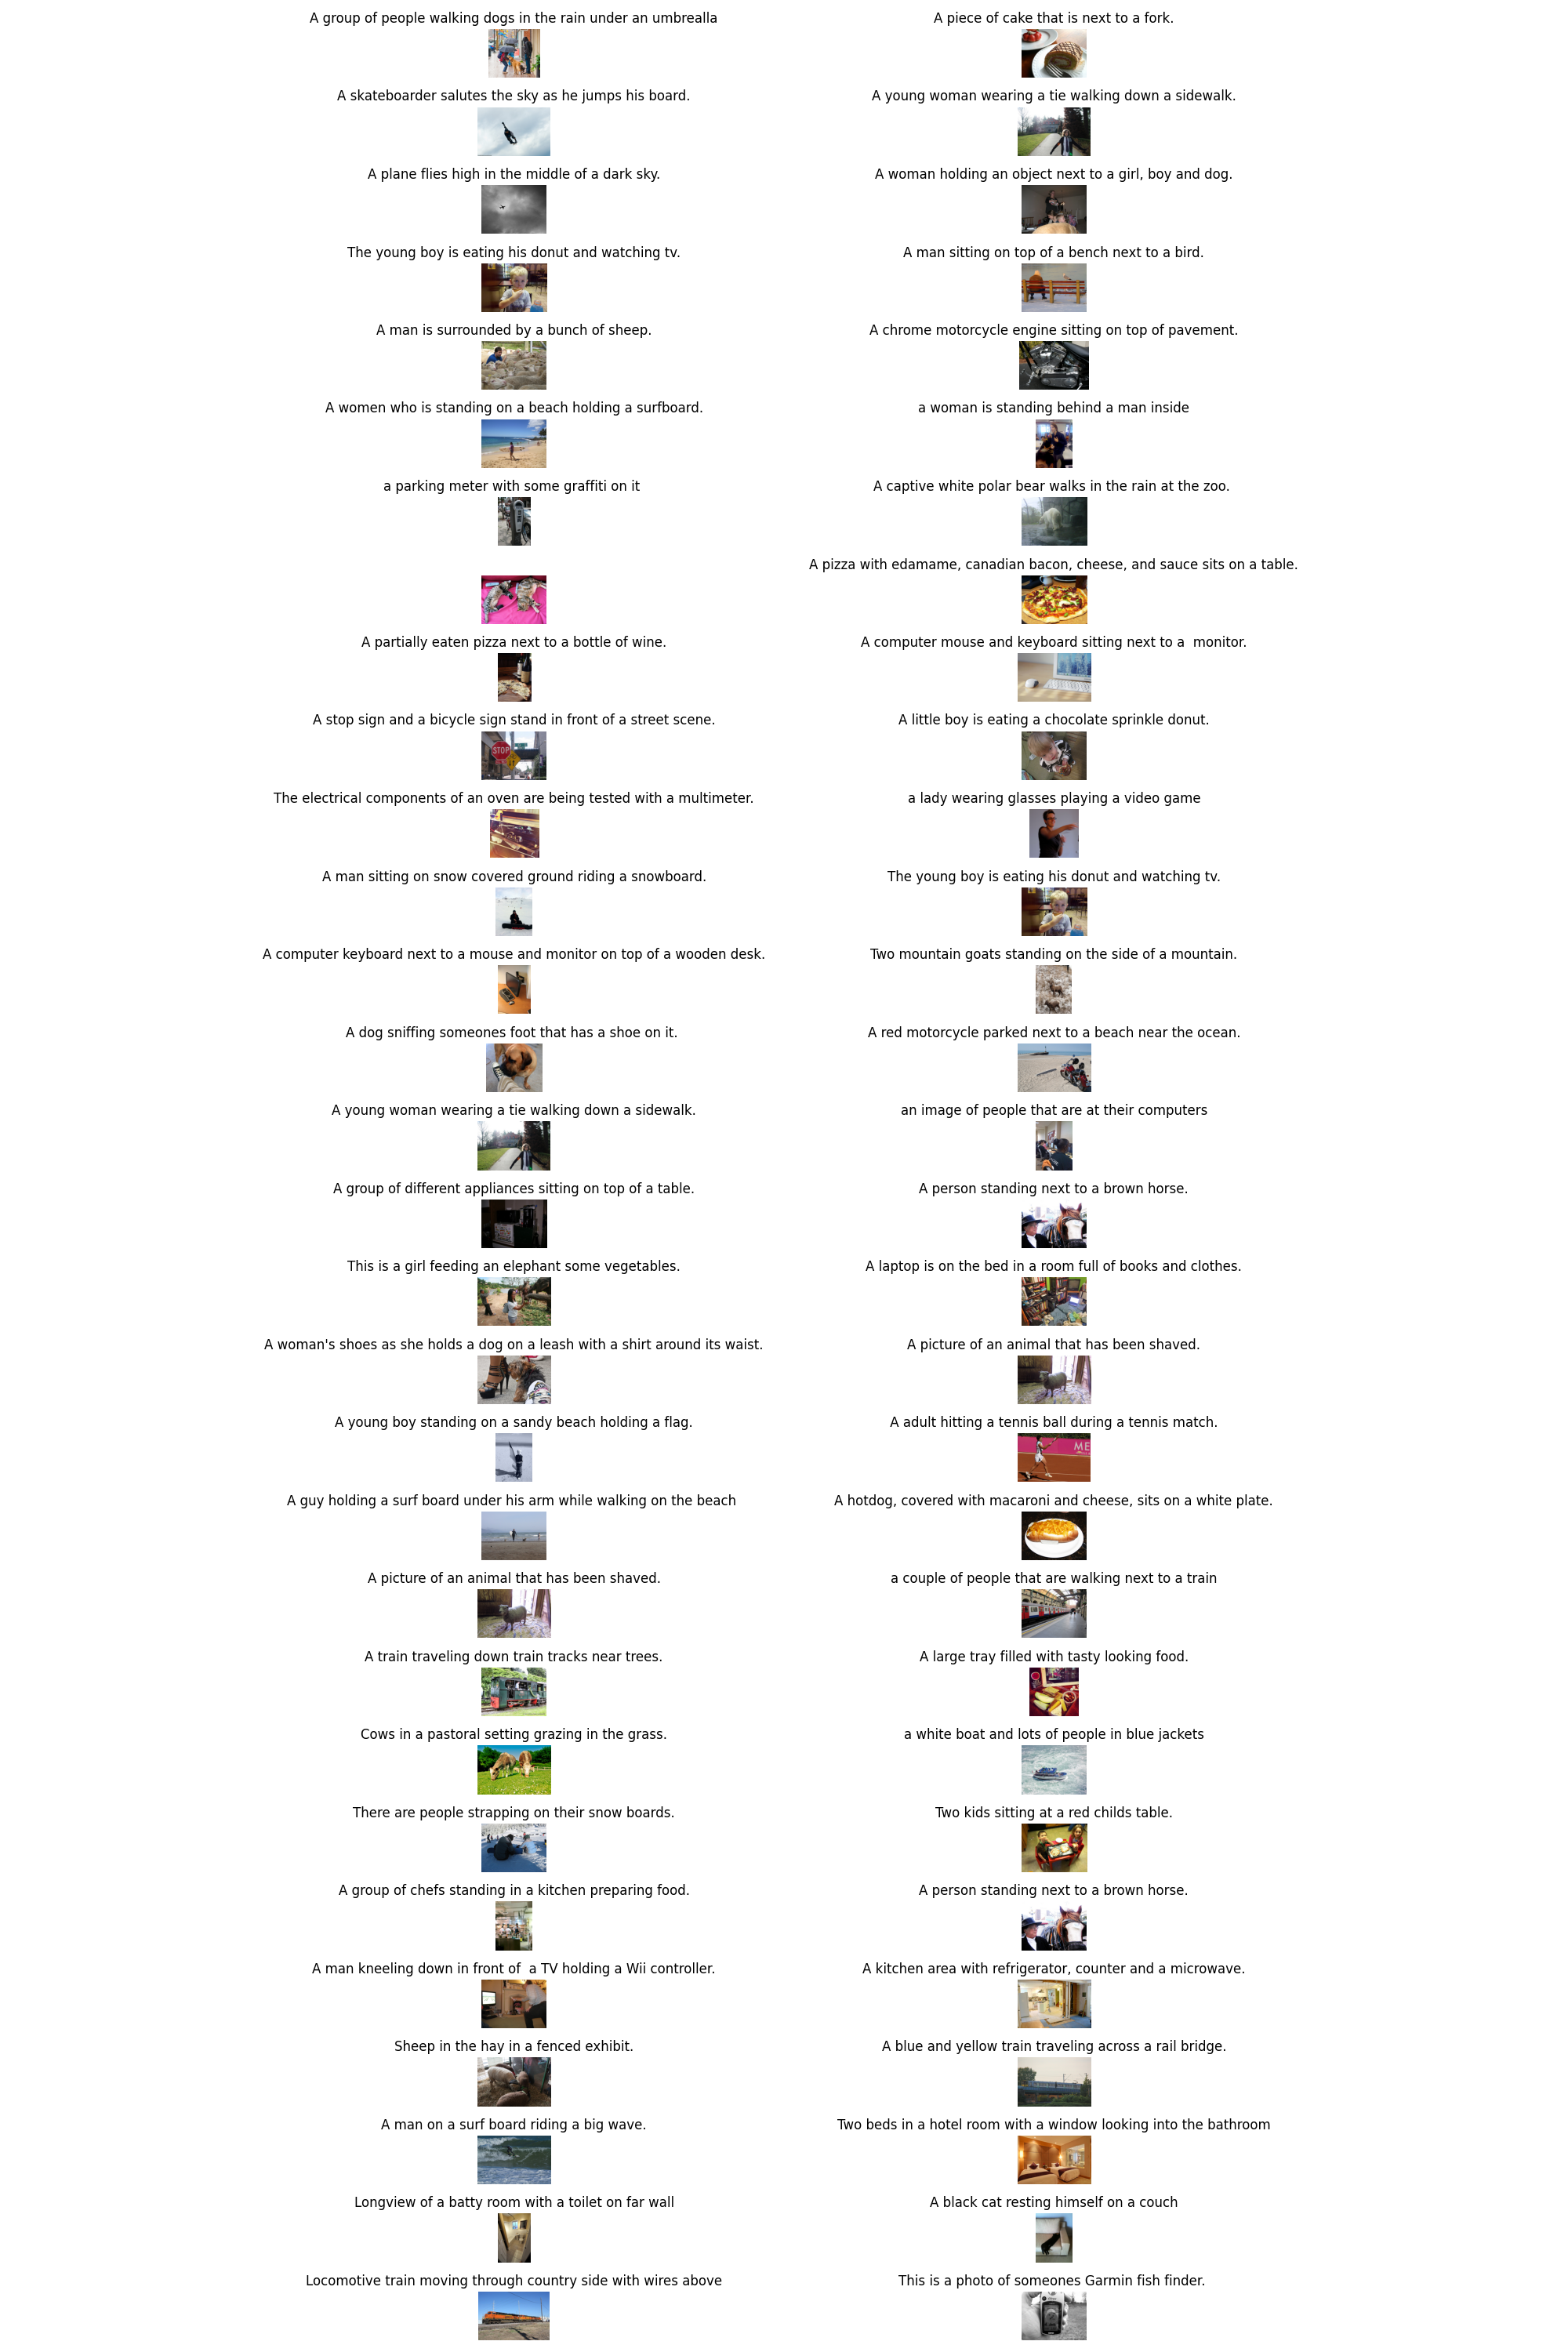 A group of people walking dogs in the rain under an umbrealla
A piece of cake that is next to a fork.
A skateboarder salutes the sky as he jumps his board.
A young woman wearing a tie walking down a sidewalk.
A plane flies high in the middle of a dark sky.
A woman holding an object next to a girl, boy and dog.
The young boy is eating his donut and watching tv.
A man sitting on top of a bench next to a bird.
A man is surrounded by a bunch of sheep.
A chrome motorcycle engine sitting on top of pavement.
A women who is standing on a beach holding a surfboard.
a woman is standing behind a man inside
a parking meter with some graffiti on it
A captive white polar bear walks in the rain at the zoo.
A pizza with edamame, canadian bacon, cheese, and sauce sits on a table.
A partially eaten pizza next to a bottle of wine.
A computer mouse and keyboard sitting next to a  monitor.
A stop sign and a bicycle sign stand in front of a street scene.
A little boy is eating a chocolate sprinkle donut.
STOP
The electrical components of an oven are being tested with a multimeter.
a lady wearing glasses playing a video game
A man sitting on snow covered ground riding a snowboard.
The young boy is eating his donut and watching tv.
A computer keyboard next to a mouse and monitor on top of a wooden desk.
Two mountain goats standing on the side of a mountain.
A dog sniffing someones foot that has a shoe on it.
A red motorcycle parked next to a beach near the ocean.
A young woman wearing a tie walking down a sidewalk.
an image of people that are at their computers
A group of different appliances sitting on top of a table.
A person standing next to a brown horse.
This is a girl feeding an elephant some vegetables.
A laptop is on the bed in a room full of books and clothes.
A woman's shoes as she holds a dog on a leash with a shirt around its waist.
A picture of an animal that has been shaved.
A young boy standing on a sandy beach holding a flag.
A adult hitting a tennis ball during a tennis match.
ME
A guy holding a surf board under his arm while walking on the beach
A hotdog, covered with macaroni and cheese, sits on a white plate.
A picture of an animal that has been shaved.
a couple of people that are walking next to a train
A train traveling down train tracks near trees.
A large tray filled with tasty looking food.
Cows in a pastoral setting grazing in the grass.
a white boat and lots of people in blue jackets
There are people strapping on their snow boards.
Two kids sitting at a red childs table.
A group of chefs standing in a kitchen preparing food.
A person standing next to a brown horse.
A man kneeling down in front of  a TV holding a Wii controller.
A kitchen area with refrigerator, counter and a microwave.
Sheep in the hay in a fenced exhibit.
A blue and yellow train traveling across a rail bridge.
A man on a surf board riding a big wave.
Two beds in a hotel room with a window looking into the bathroom
Longview of a batty room with a toilet on far wall
A black cat resting himself on a couch
Locomotive train moving through country side with wires above
This is a photo of someones Garmin fish finder.